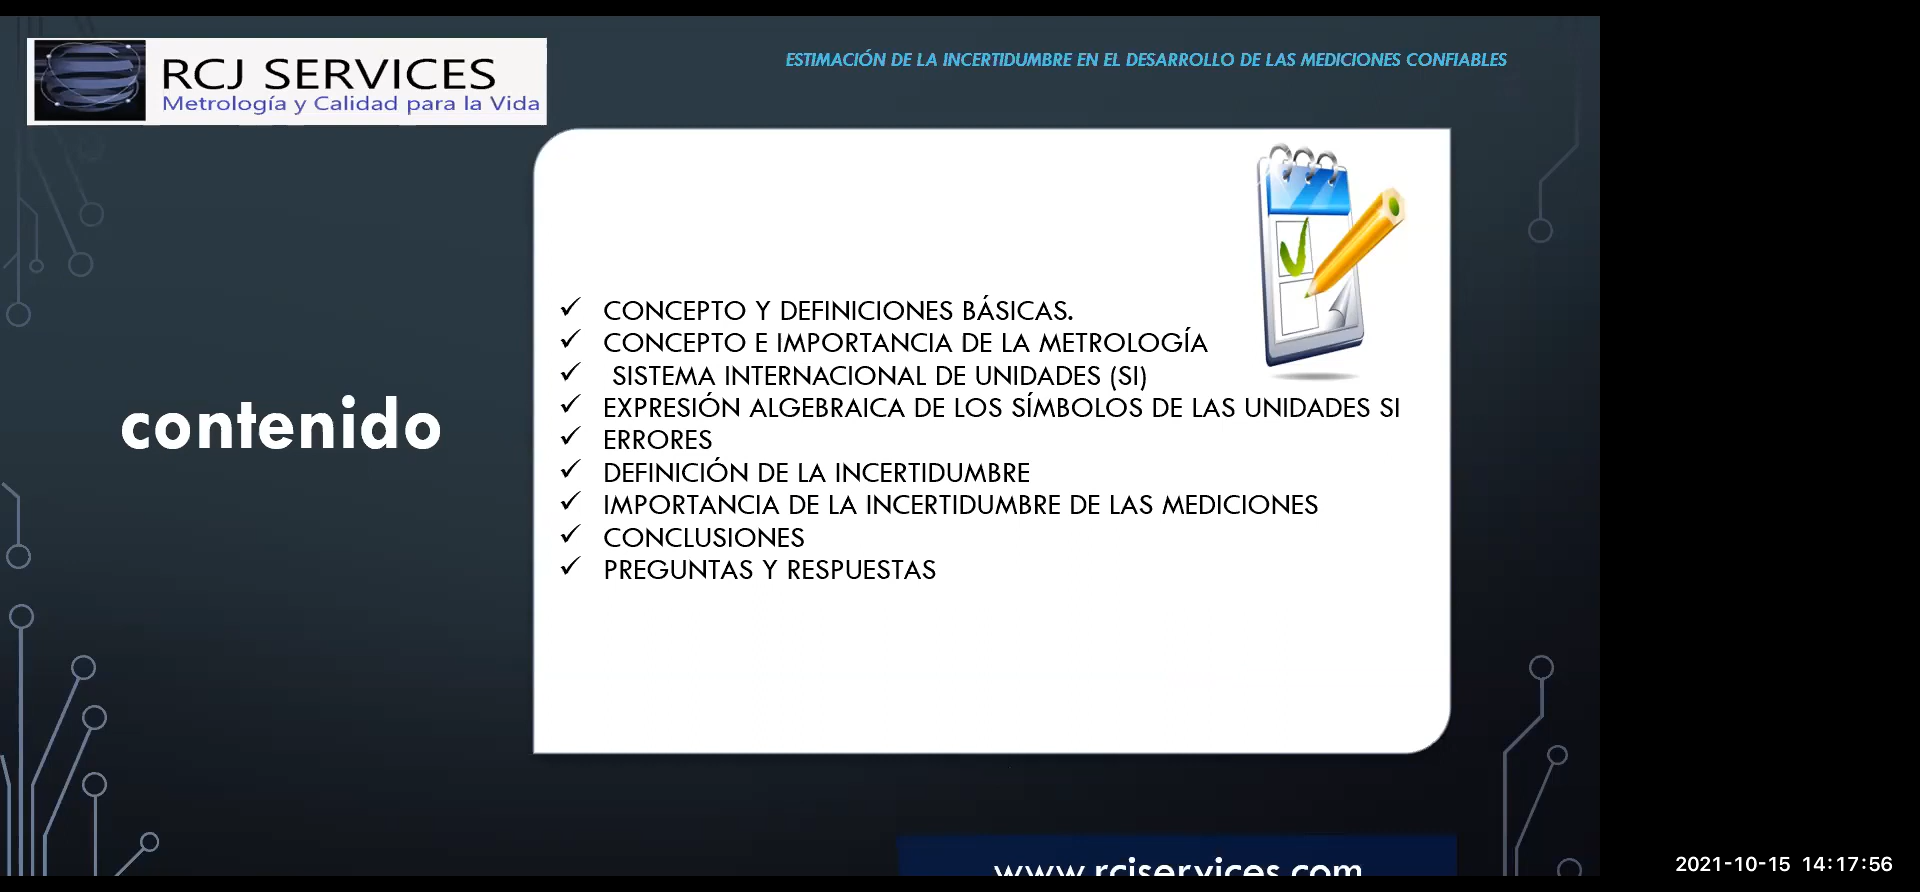 RCJ SERVICES
Metrología y Calidad para la Vida
ESTIMACIÓN DE LA INCERTIDUMBRE EN EL DESARROLLO DE LAS MEDICIONES CONFIABLES
contenido
✓ CONCEPTO Y DEFINICIONES BÁSICAS.
✓ CONCEPTO E IMPORTANCIA DE LA METROLOGÍA
✓ SISTEMA INTERNACIONAL DE UNIDADES (SI)
✓ EXPRESIÓN ALGEBRAICA DE LOS SÍMBOLOS DE LAS UNIDADES SI
✓ ERRORES
✓ DEFINICIÓN DE LA INCERTIDUMBRE
✓ IMPORTANCIA DE LA INCERTIDUMBRE DE LAS MEDICIONES
✓ CONCLUSIONES
✓ PREGUNTAS Y RESPUESTAS
www.rcjservices.com
2021-10-15 14:17:56